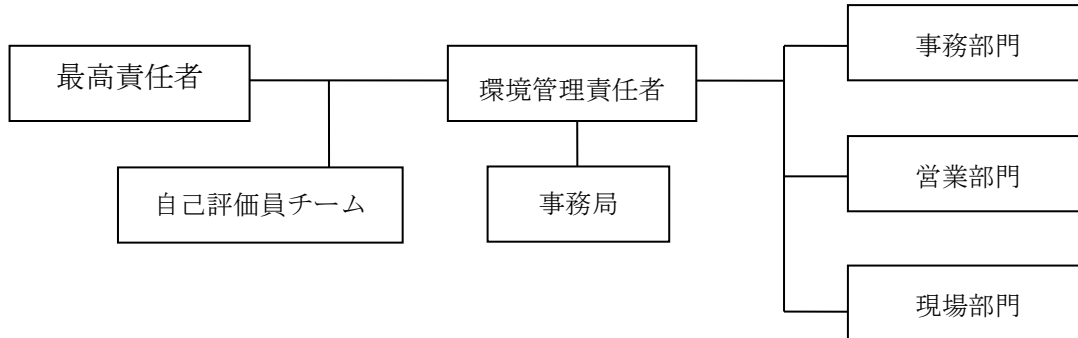 最高責任者
環境管理責任者
事務部門
自己評価員チーム
事務局
営業部門
現場部門